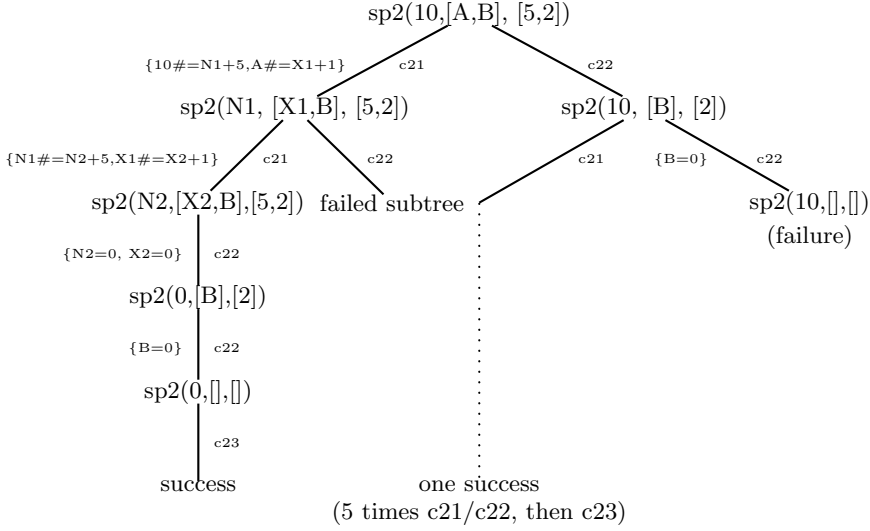 sp2(10,[A,B], [5,2])
{10#=N1+5,A#=X1+1} c21 c22
sp2(N1, [X1,B], [5,2]) sp2(10, [B], [2])
{N1#=N2+5,X1#=X2+1} c21 c22 c21 {B=0} c22
sp2(N2,[X2,B],[5,2]) failed subtree sp2(10,[],[])
(failure)
{N2=0, X2=0} c22
sp2(0,[B],[2])
{B=0} c22
sp2(0,[],[])
c23
success one success
(5 times c21/c22, then c23)